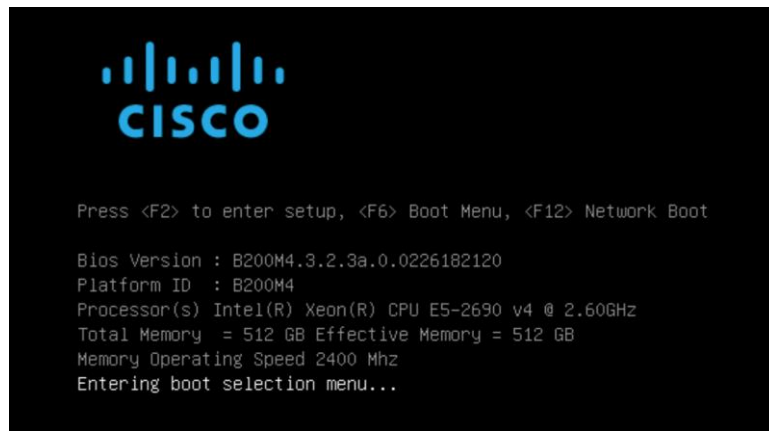 CISCO
Press <F2> to enter setup, <F6> Boot Menu, <F12> Network Boot
Bios Version : B200M4.3.2.3a.0.0226182120
Platform ID  : B200M4
Processor(s) Intel(R) Xeon(R) CPU E5-2690 v4 @ 2.60GHz
Total Memory  = 512 GB Effective Memory = 512 GB
Memory Operating Speed 2400 Mhz
Entering boot selection menu...